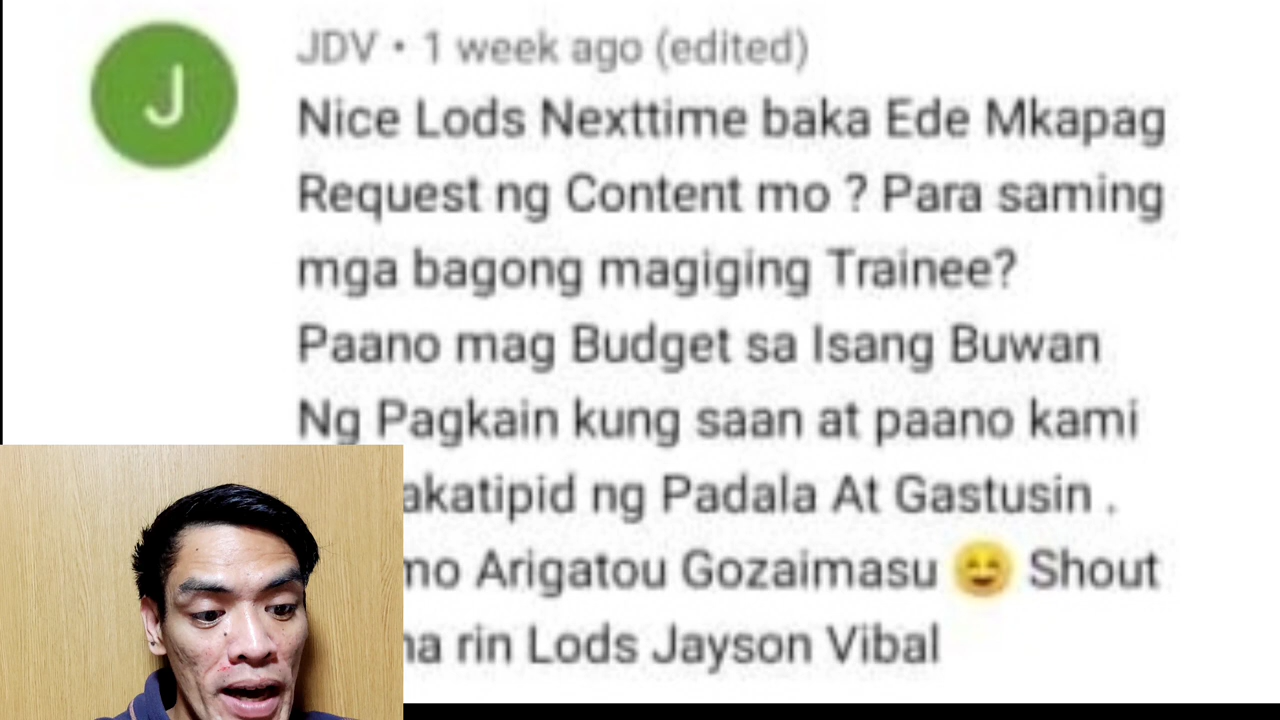 J
JDV • 1 week ago (edited)
Nice Lods Nexttime baka Ede Mkapag
Request ng Content mo ? Para saming
mga bagong magiging Trainee?
Paano mag Budget sa Isang Buwan
Ng Pagkain kung saan at paano kami
akatipid ng Padala At Gastusin .
mo Arigatou Gozaimasu 😊 Shout
na rin Lods Jayson Vibal